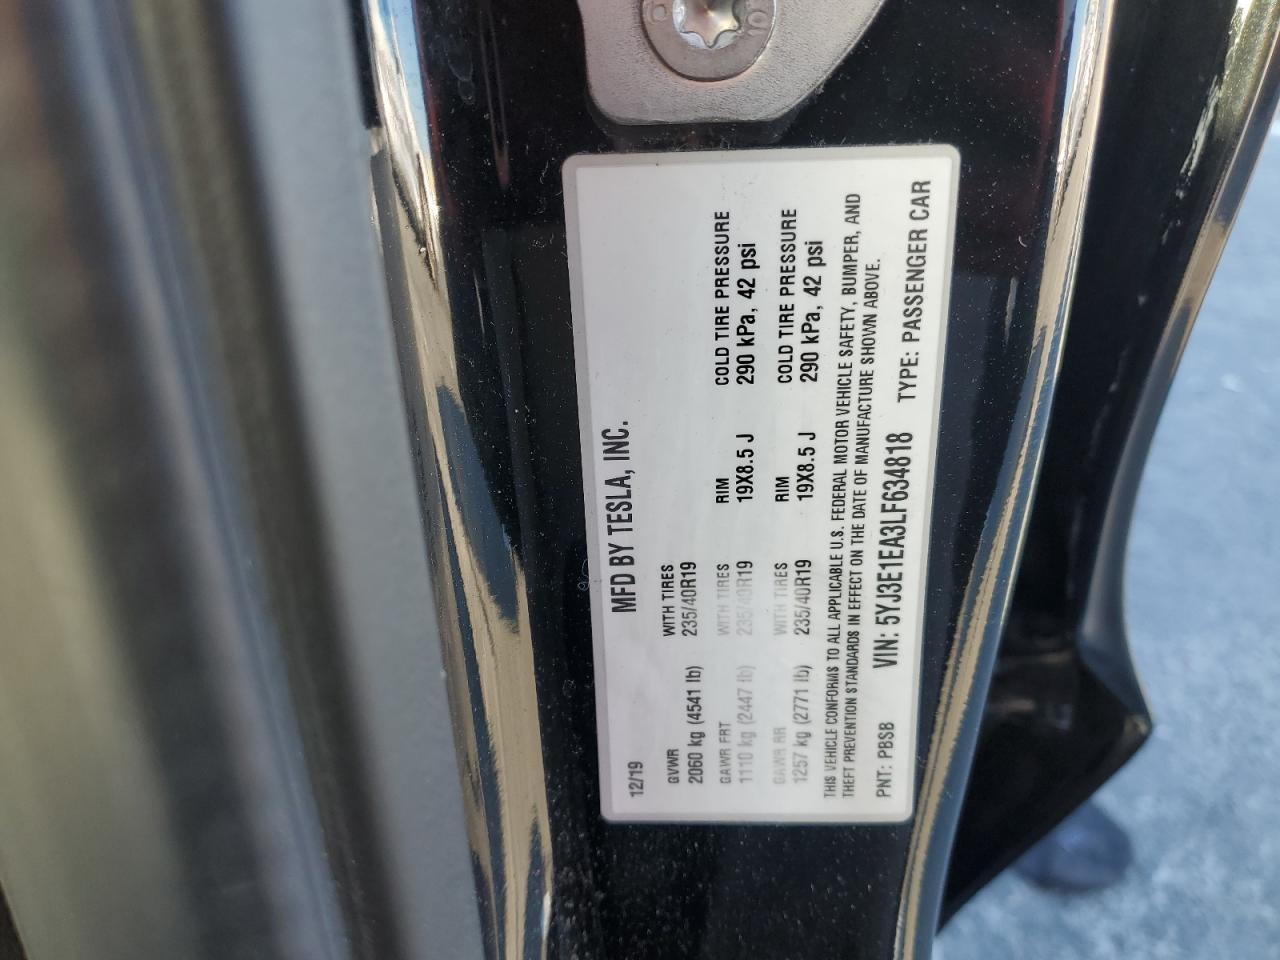 MFD BY TESLA, INC.
12/19
GVWR WITH TIRES
2060 kg (4541 lb) 235/40R19
GAWR FRT WITH TIRES RIM COLD TIRE PRESSURE
1110 kg (2447 lb) 235/40R19 19X8.5 J 290 kPa, 42 psi
GAWR RR WITH TIRES RIM COLD TIRE PRESSURE
1257 kg (2771 lb) 235/40R19 19X8.5 J 290 kPa, 42 psi
THIS VEHICLE CONFORMS TO ALL APPLICABLE U.S. FEDERAL MOTOR VEHICLE SAFETY, BUMPER, AND
THEFT PREVENTION STANDARDS IN EFFECT ON THE DATE OF MANUFACTURE SHOWN ABOVE.
PNT: PBSB VIN: 5YJ3E1EA3LF634818 TYPE: PASSENGER CAR